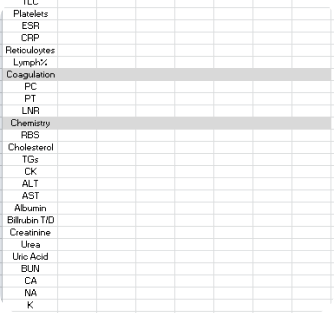 TLC
Platelets
ESR
CRP
Reticuloytes
Lymph%
Coagulation
PC
PT
LNR
Chemistry
RBS
Cholesterol
TGs
CK
ALT
AST
Albumin
Billrubin T/D
Creatinine
Urea
Uric Acid
BUN
CA
NA
K